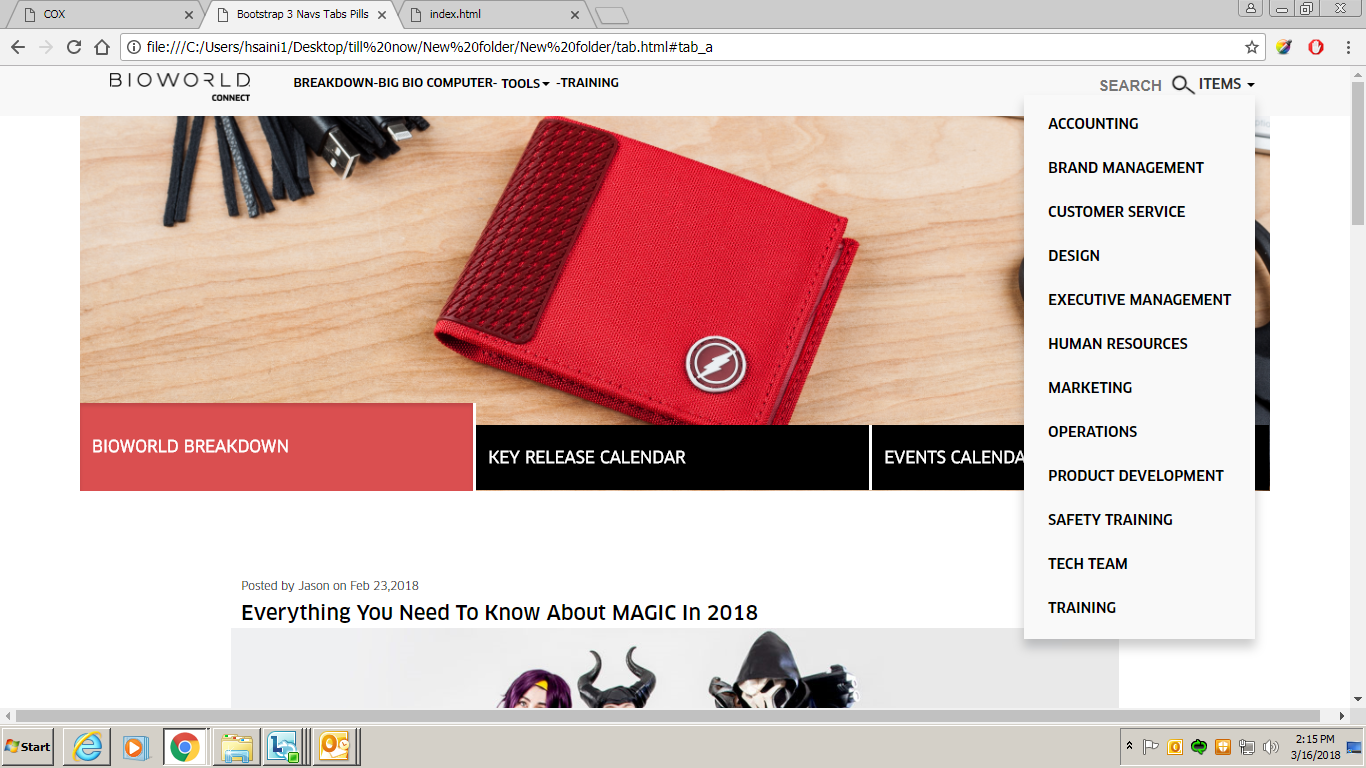 COX
Bootstrap 3 Navs Tabs Pills
index.html
file:///C:/Users/hsaini1/Desktop/till%20now/New%20folder/New%20folder/tab.html#tab_a
BIOWORLD
CONNECT
BREAKDOWN-BIG BIO COMPUTER- TOOLS -TRAINING
SEARCH
ITEMS
ACCOUNTING
BRAND MANAGEMENT
CUSTOMER SERVICE
DESIGN
EXECUTIVE MANAGEMENT
HUMAN RESOURCES
MARKETING
OPERATIONS
PRODUCT DEVELOPMENT
SAFETY TRAINING
TECH TEAM
TRAINING
BIOWORLD BREAKDOWN
KEY RELEASE CALENDAR
EVENTS CALENDA
Posted by Jason on Feb 23,2018
Everything You Need To Know About MAGIC In 2018
Start
2:15 PM
3/16/2018